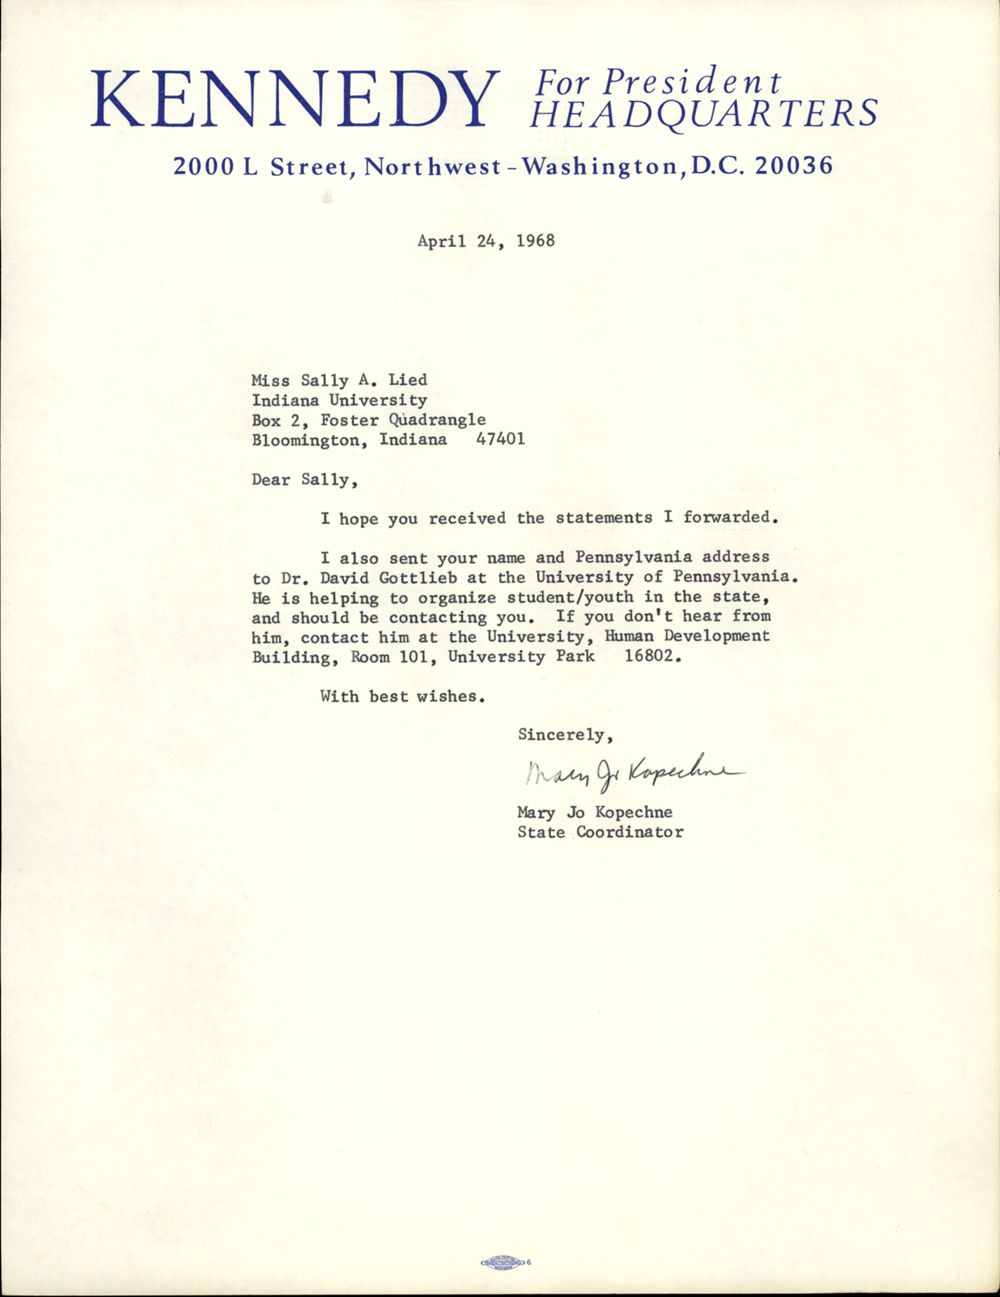 KENNEDY For President
HEADQUARTERS
2000 L Street, Northwest - Washington, D.C. 20036
April 24, 1968
Miss Sally A. Lied
Indiana University
Box 2, Foster Quadrangle
Bloomington, Indiana 47401
Dear Sally,
I hope you received the statements I forwarded.
I also sent your name and Pennsylvania address
to Dr. David Gottlieb at the University of Pennsylvania.
He is helping to organize student/youth in the state,
and should be contacting you. If you don't hear from
him, contact him at the University, Human Development
Building, Room 101, University Park 16802.
With best wishes.
Sincerely,
Mary Jo Kopechne
Mary Jo Kopechne
State Coordinator
6